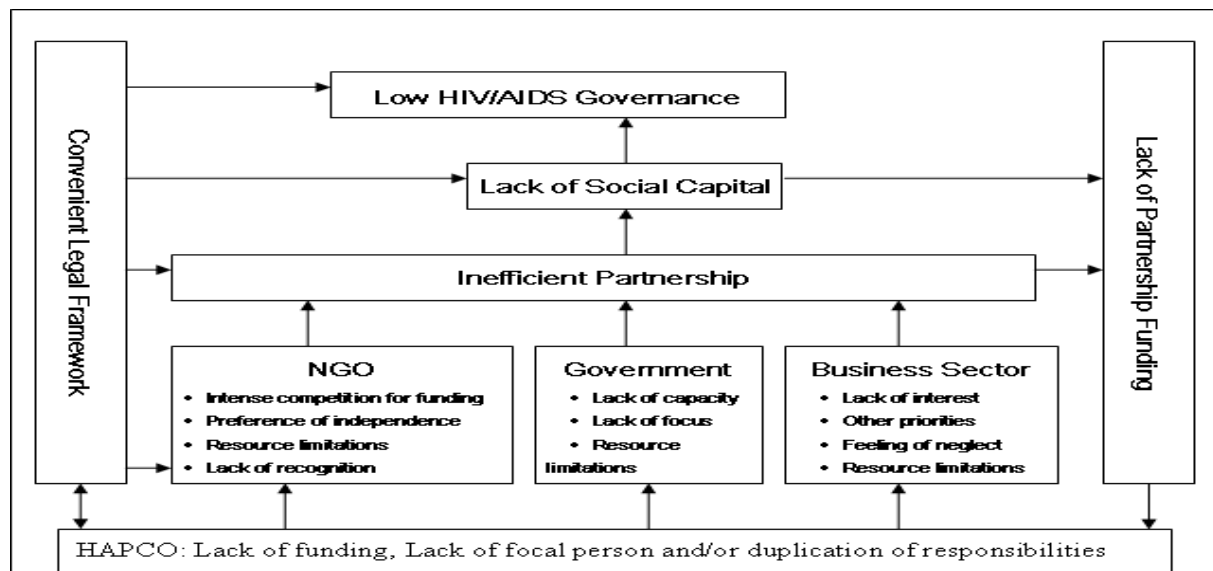 Convenient Legal Framework
Low HIV/AIDS Governance
Lack of Social Capital
Inefficient Partnership
NGO
• Intense competition for funding
• Preference of independence
• Resource limitations
• Lack of recognition
Government
• Lack of capacity
• Lack of focus
• Resource
limitations
Business Sector
• Lack of interest
• Other priorities
• Feeling of neglect
• Resource limitations
Lack of Partnership Funding
HAPCO: Lack of funding, Lack of focal person and/or duplication of responsibilities